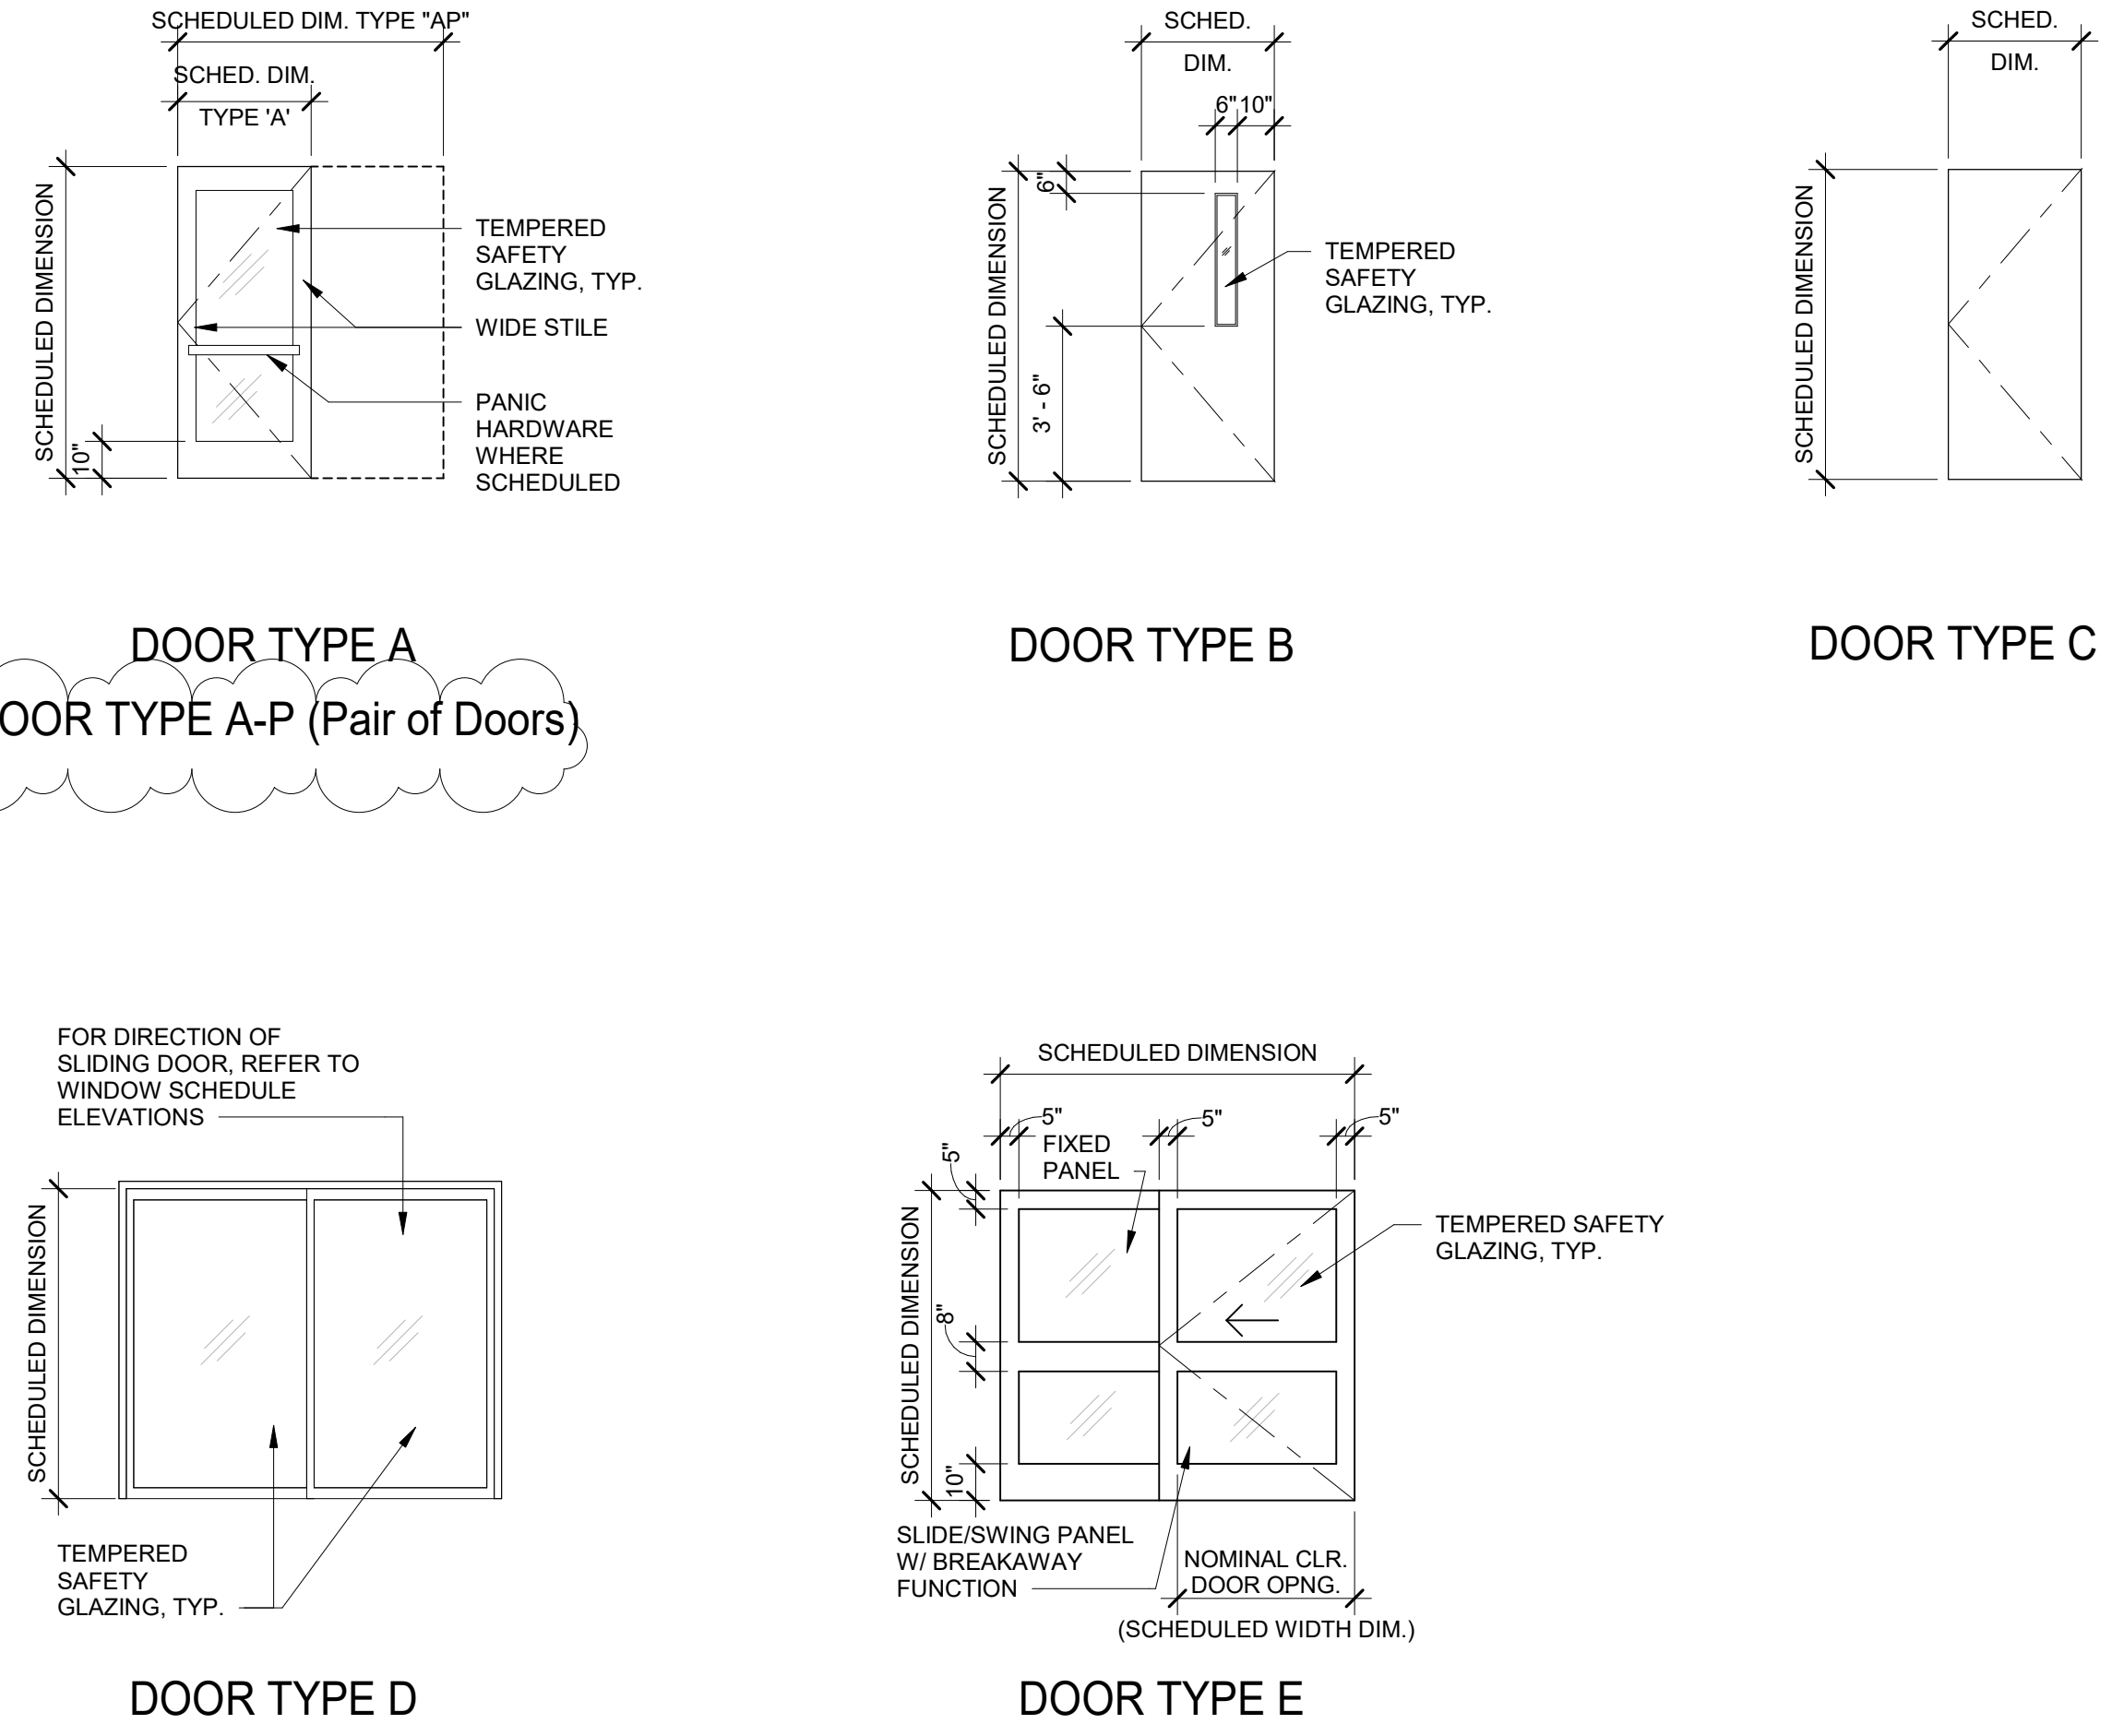 SCHEDULED DIM. TYPE "AP"
SCHED. DIM.
TYPE 'A'
SCHEDULED DIMENSION
10"
TEMPERED
SAFETY
GLAZING, TYP.
WIDE STILE
PANIC
HARDWARE
WHERE
SCHEDULED
DOOR TYPE A
OOR TYPE A-P (Pair of Doors)
SCHED.
DIM.
6" 10"
6"
SCHEDULED DIMENSION
3' - 6"
TEMPERED
SAFETY
GLAZING, TYP.
DOOR TYPE B
SCHED.
DIM.
SCHEDULED DIMENSION
DOOR TYPE C
FOR DIRECTION OF
SLIDING DOOR, REFER TO
WINDOW SCHEDULE
ELEVATIONS
SCHEDULED DIMENSION
TEMPERED
SAFETY
GLAZING, TYP.
DOOR TYPE D
SCHEDULED DIMENSION
5"
5"
5"
FIXED
PANEL
5"
SCHEDULED DIMENSION
8"
10"
TEMPERED SAFETY
GLAZING, TYP.
SLIDE/SWING PANEL
W/ BREAKAWAY
FUNCTION
NOMINAL CLR.
DOOR OPNG.
(SCHEDULED WIDTH DIM.)
DOOR TYPE E